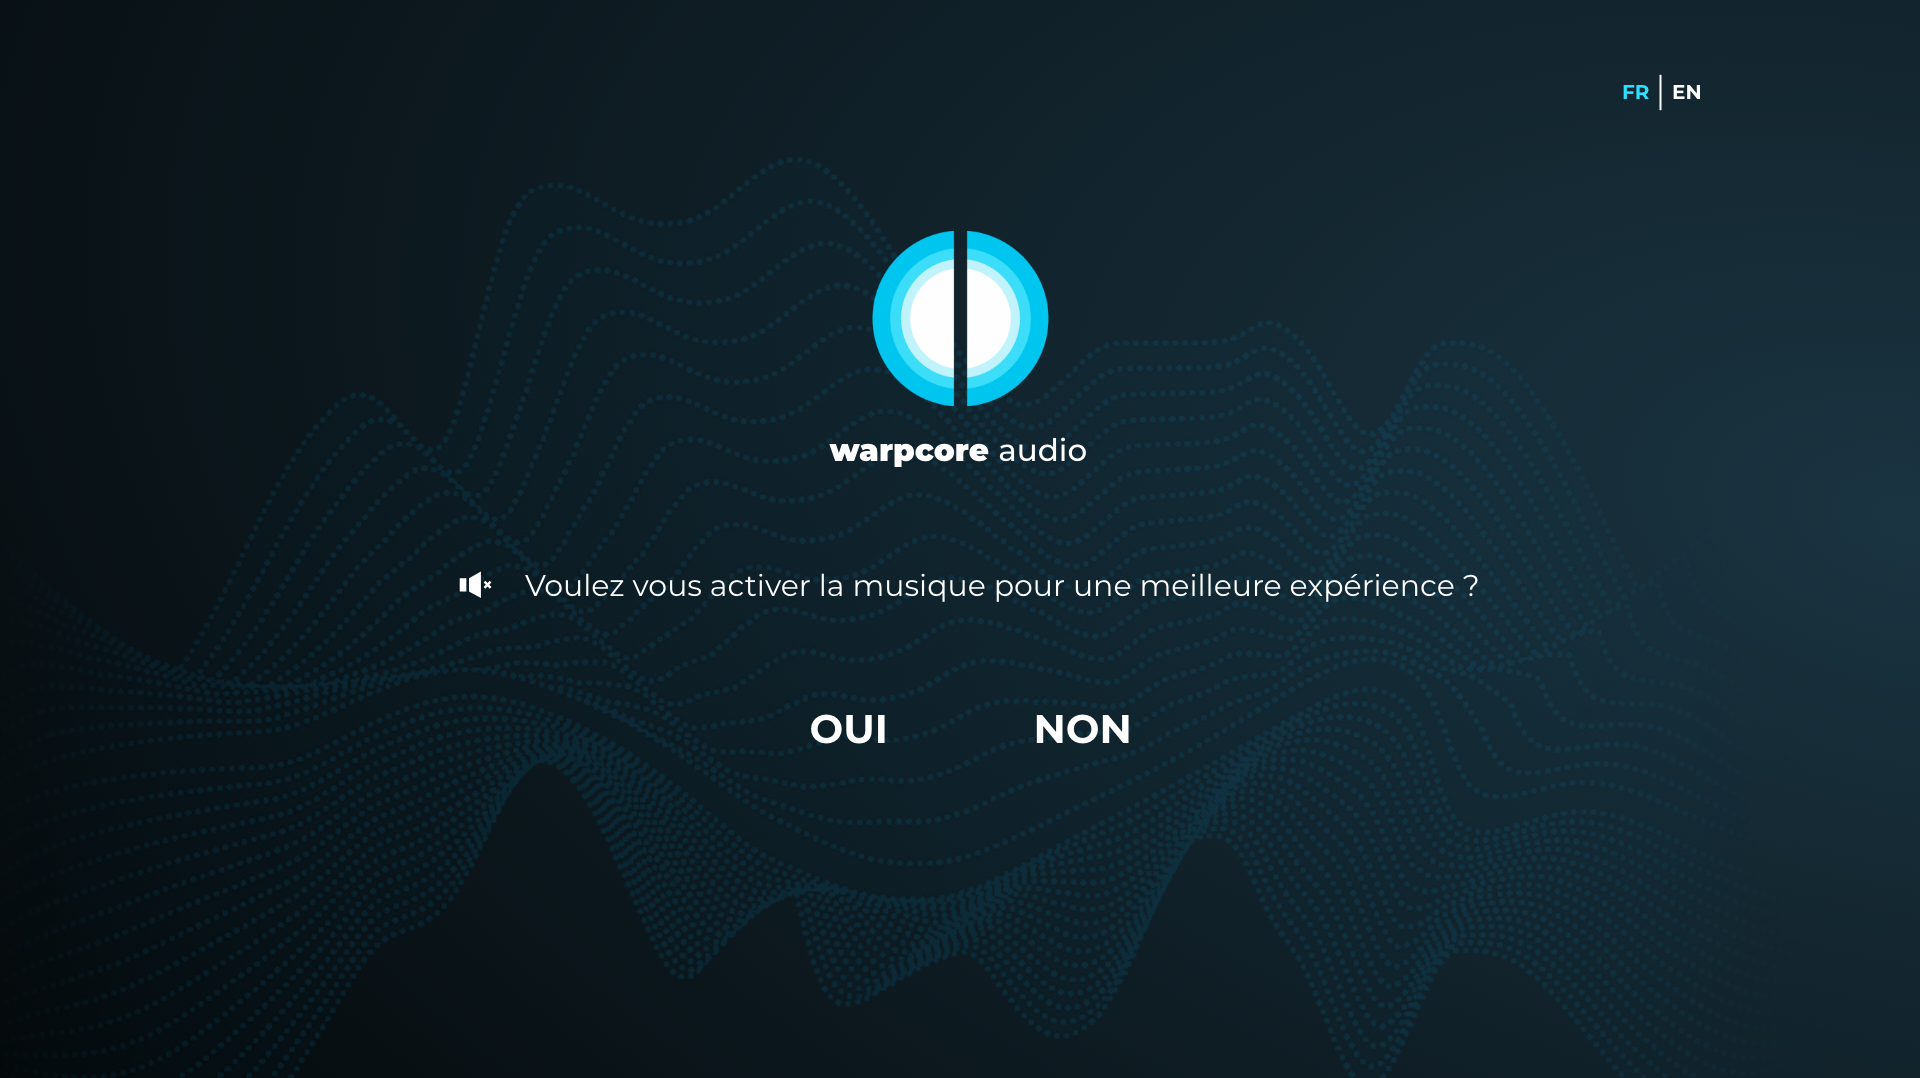 FR | EN
warpcore audio
Voulez vous activer la musique pour une meilleure expérience ?
OUI NON